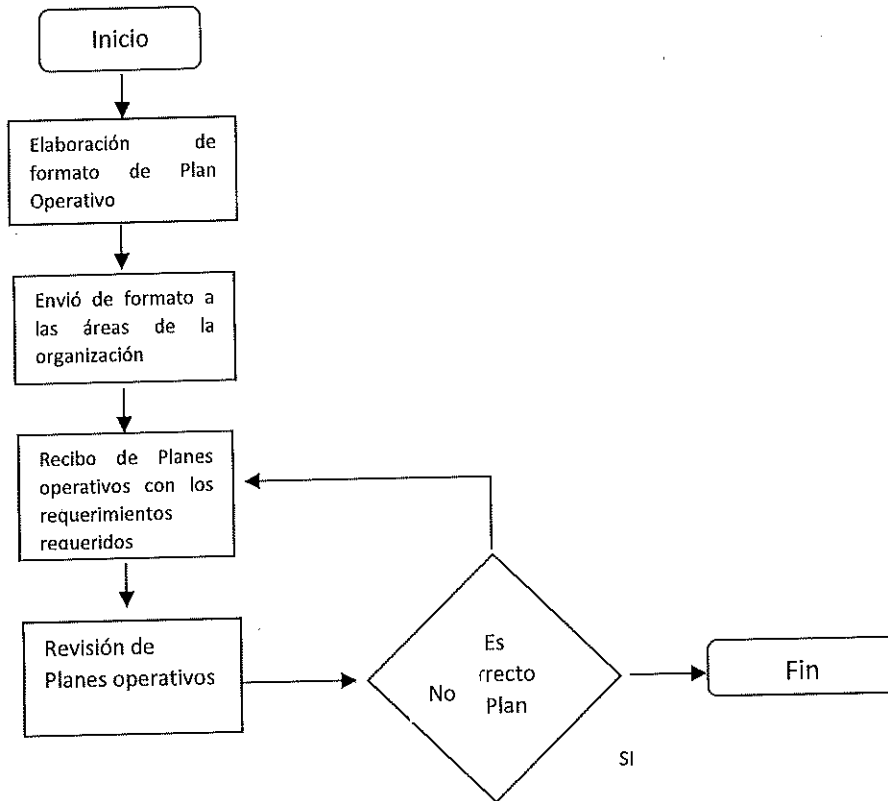 Inicio
Elaboración de
formato de Plan
Operativo
Envió de formato a
las áreas de la
organización
Recibo de Planes
operativos con los
requerimientos
requeridos
Revisión de
Planes operativos
Es
rrecto
No
Plan
SI
Fin